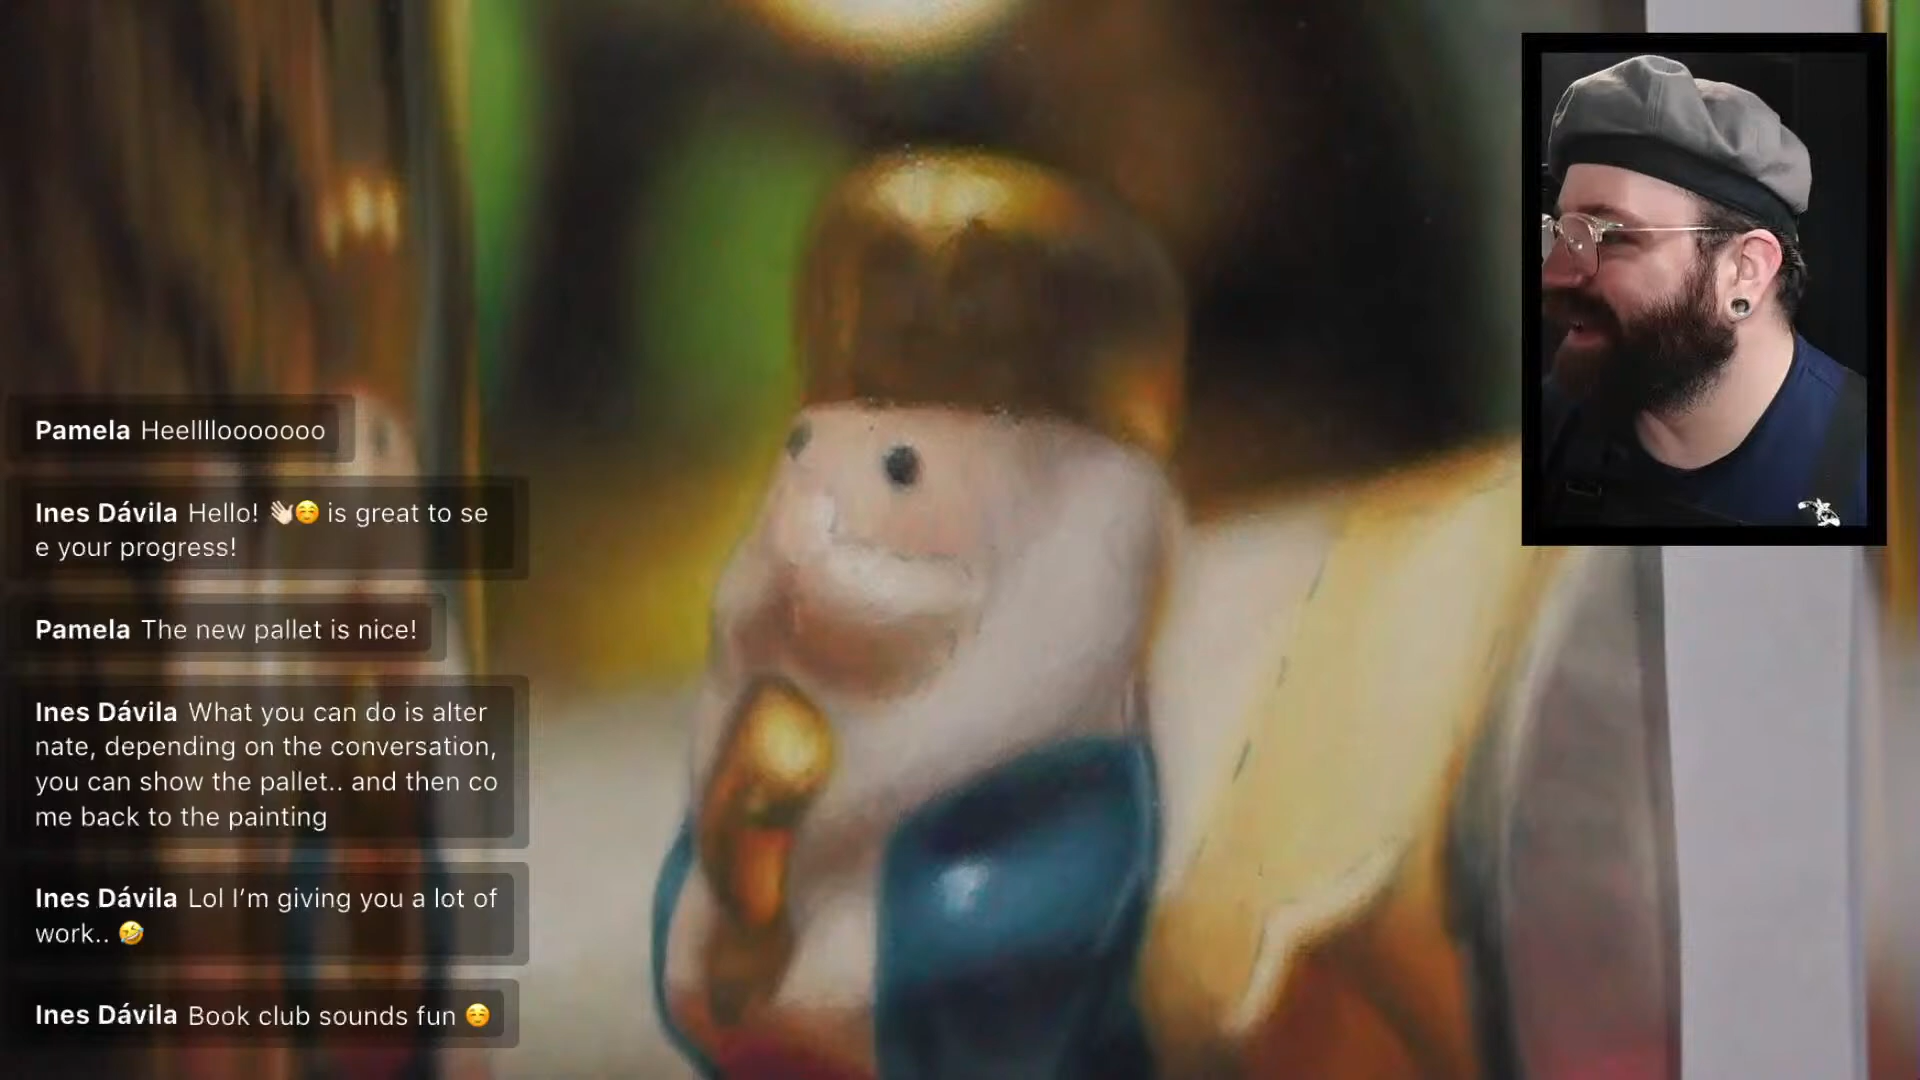 Pamela Heellllooooooo
Ines Dávila Hello! 👋🏻☺️ is great to se
e your progress!
Pamela The new pallet is nice!
Ines Dávila What you can do is alter
nate, depending on the conversation,
you can show the pallet.. and then co
me back to the painting
Ines Dávila Lol I’m giving you a lot of
work.. 🤣
Ines Dávila Book club sounds fun ☺️